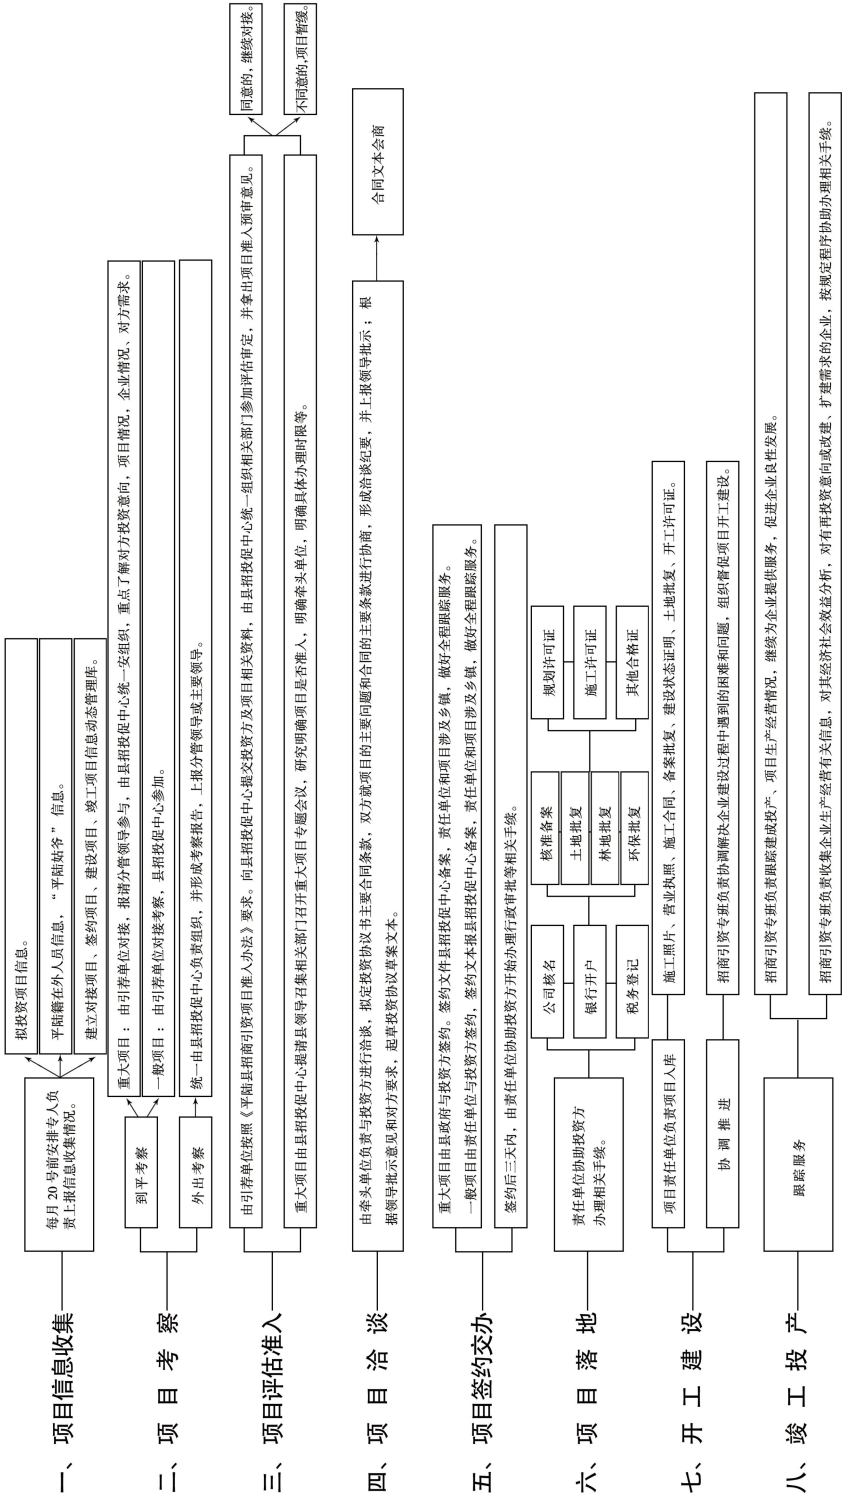 一、项目信息收集
每月 20 号前安排专人负
责上报信息收集情况。
拟投资项目信息。
平陆籍在外人员信息，“平陆姑爷”信息。
建立对接项目、签约项目、建设项目、竣工项目信息动态管理库。
二、项 目 考 察
到平考察
重大项目：由引荐单位对接，报请分管领导参与，由县招投促中心统一安组织，重点了解对方投资意向，项目情况，企业情况、对方需求。
一般项目：由引荐单位对接考察，县招投促中心参加。
外出考察
统一由县招投促中心负责组织，并形成考察报告，上报分管领导或主要领导。
三、项目评估准入
由引荐单位按照《平陆县招商引资项目准入办法》要求。向县招投促中心提交投资方及项目相关资料，由县招投促中心统一组织相关部门参加评估审定，并拿出项目准入预审意见。
重大项目由县招投促中心提请县领导召集相关部门召开重大项目专题会议，研究明确项目是否准入，明确牵头单位，明确具体办理时限等。
同意的，继续对接。
不同意的,项目暂缓。
四、项 目 洽 谈
由牵头单位负责与投资方进行洽谈，拟定投资协议书主要合同条款，双方就项目的主要问题和合同的主要条款进行协商，形成洽谈纪要，并上报领导批示；根
据领导批示意见和对方要求，起草投资协议草案文本。
合同文本会商
五、项目签约交办
重大项目由县政府与投资方签约。签约文件县招投促中心备案，责任单位和项目涉及乡镇，做好全程跟踪服务。
一般项目由责任单位与投资方签约，签约文本报县招投促中心备案，责任单位和项目涉及乡镇，做好全程跟踪服务。
签约后三天内，由责任单位协助投资方开始办理行政审批等相关手续。
六、项 目 落 地
责任单位协助投资方
办理相关手续。
公司核名
银行开户
税务登记
核准备案
土地批复
林地批复
环保批复
规划许可证
施工许可证
其他合格证
七、开 工 建 设
项目责任单位负责项目入库
施工照片、营业执照、施工合同、备案批复、建设状态证明、土地批复、开工许可证。
协 调 推 进
招商引资专班负责协调解决企业建设过程中遇到的困难和问题，组织督促项目开工建设。
八、竣 工 投 产
跟踪服务
招商引资专班负责跟踪建成投产、项目生产经营情况，继续为企业提供服务，促进企业良性发展。
招商引资专班负责收集企业生产经营有关信息，对其经济社会效益分析，对有再投资意向或改建、扩建需求的企业，按规定程序协助办理相关手续。